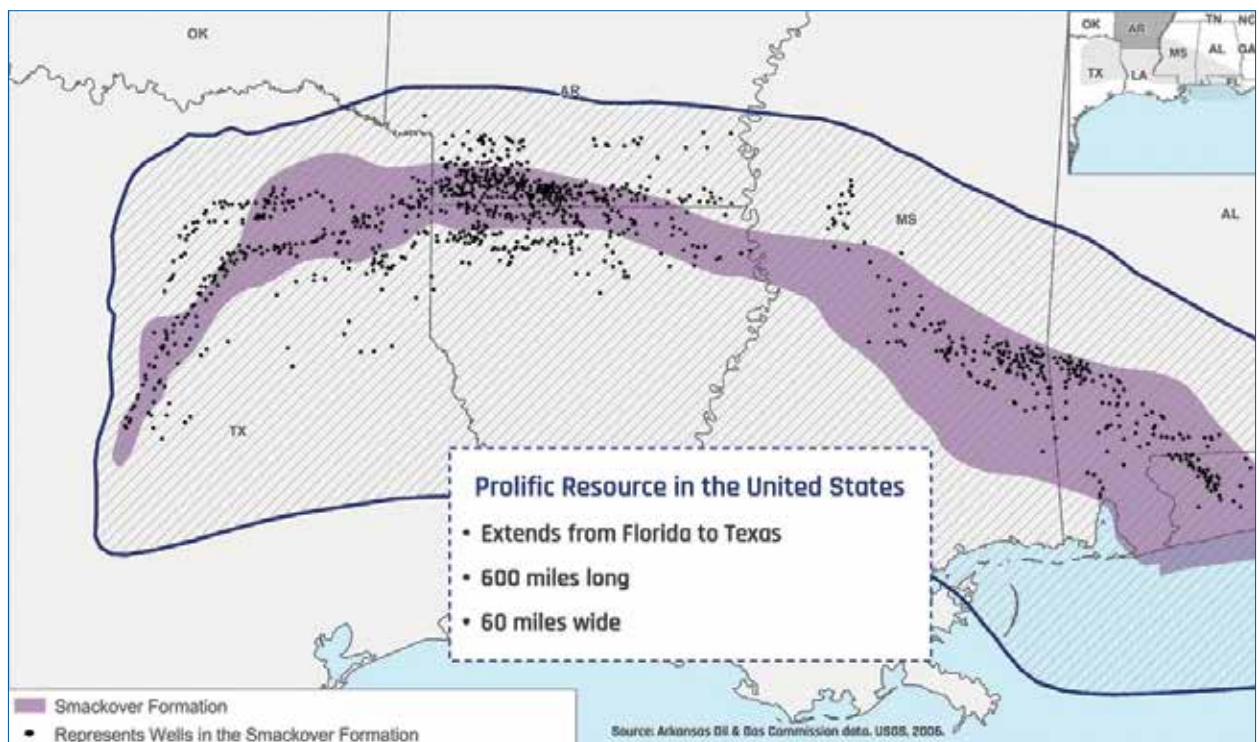 OK
AR
MS
AL
TX
OK
AR
TN
NC
MS
AL
GA
TX
LA
FL
Prolific Resource in the United States
• Extends from Florida to Texas
• 600 miles long
• 60 miles wide
Smackover Formation
Represents Wells in the Smackover Formation
Source: Arkansas Oil & Gas Commission data. USGS, 2006.